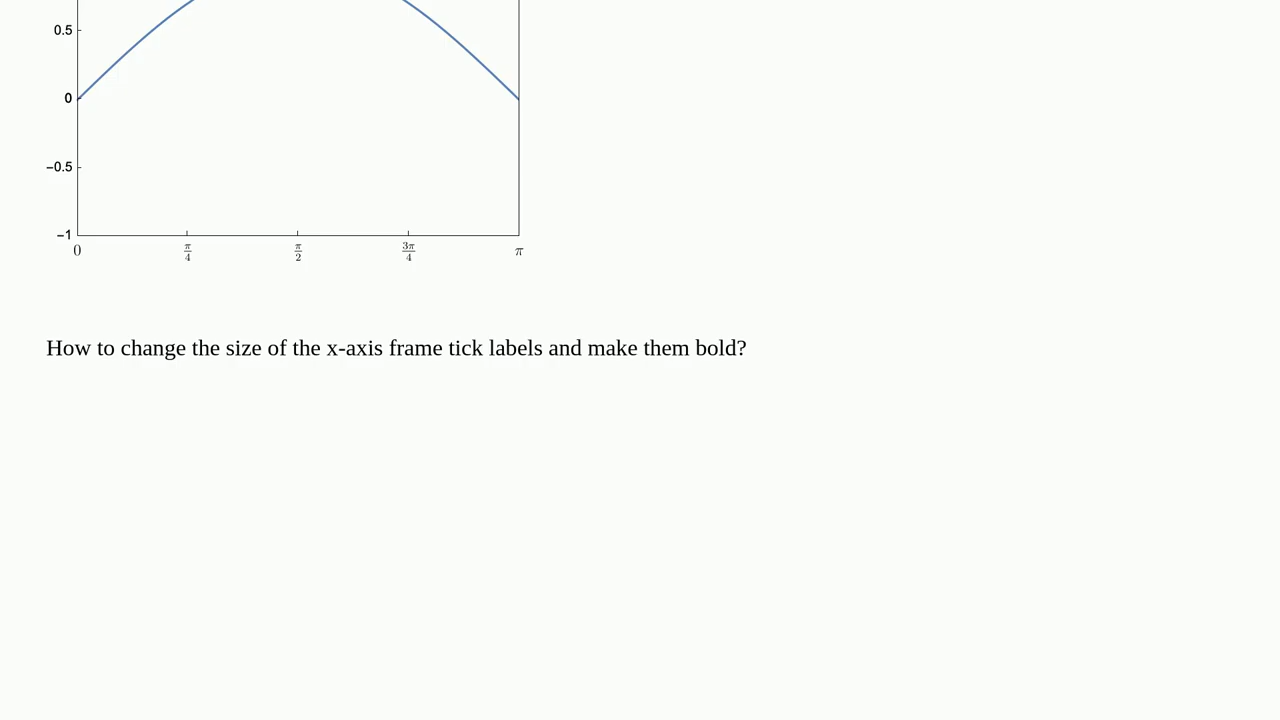 0.5
0
−0.5
−1
0 π/4 π/2 3π/4 π
How to change the size of the x-axis frame tick labels and make them bold?